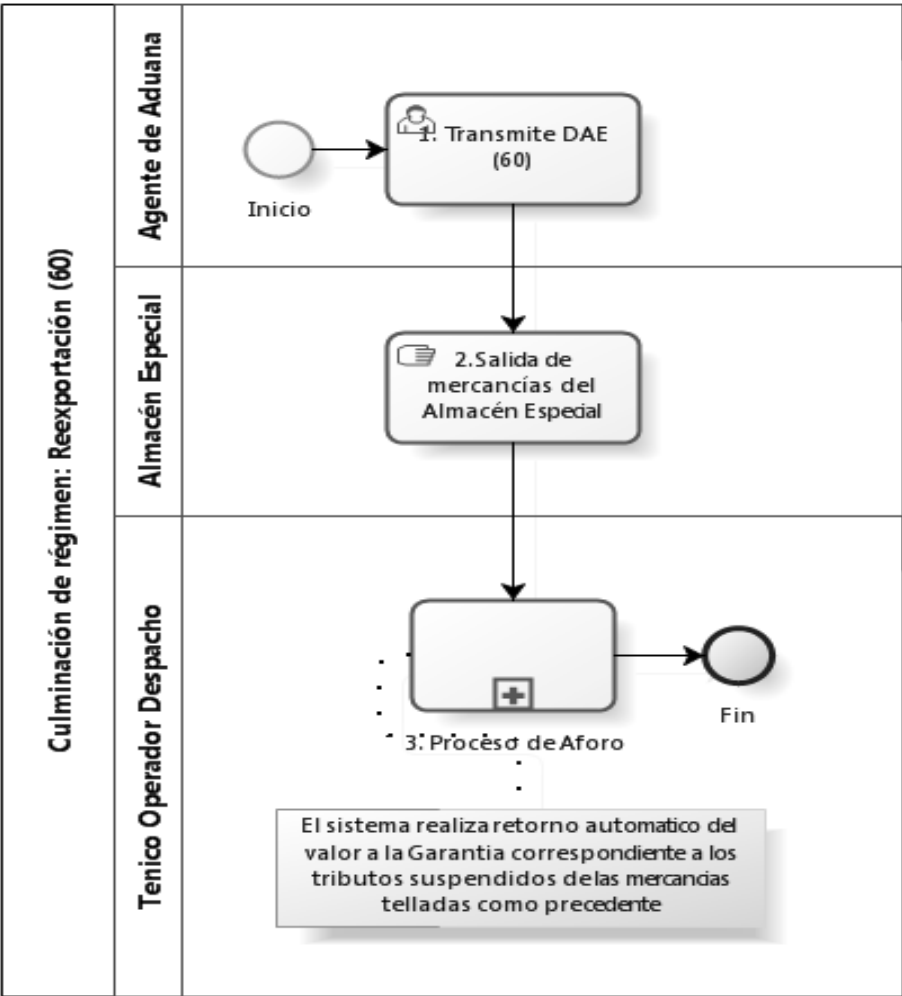 Culminación de régimen: Reexportación (60)
Agente de Aduana
Inicio
1. Transmite DAE
(60)
Almacén Especial
2.Salida de
mercancías del
Almacén Especial
Tenico Operador Despacho
3. Proceso de Aforo
Fin
El sistema realiza retorno automatico del
valor a la Garantia correspondiente a los
tributos suspendidos de las mercancias
telladas como precedente